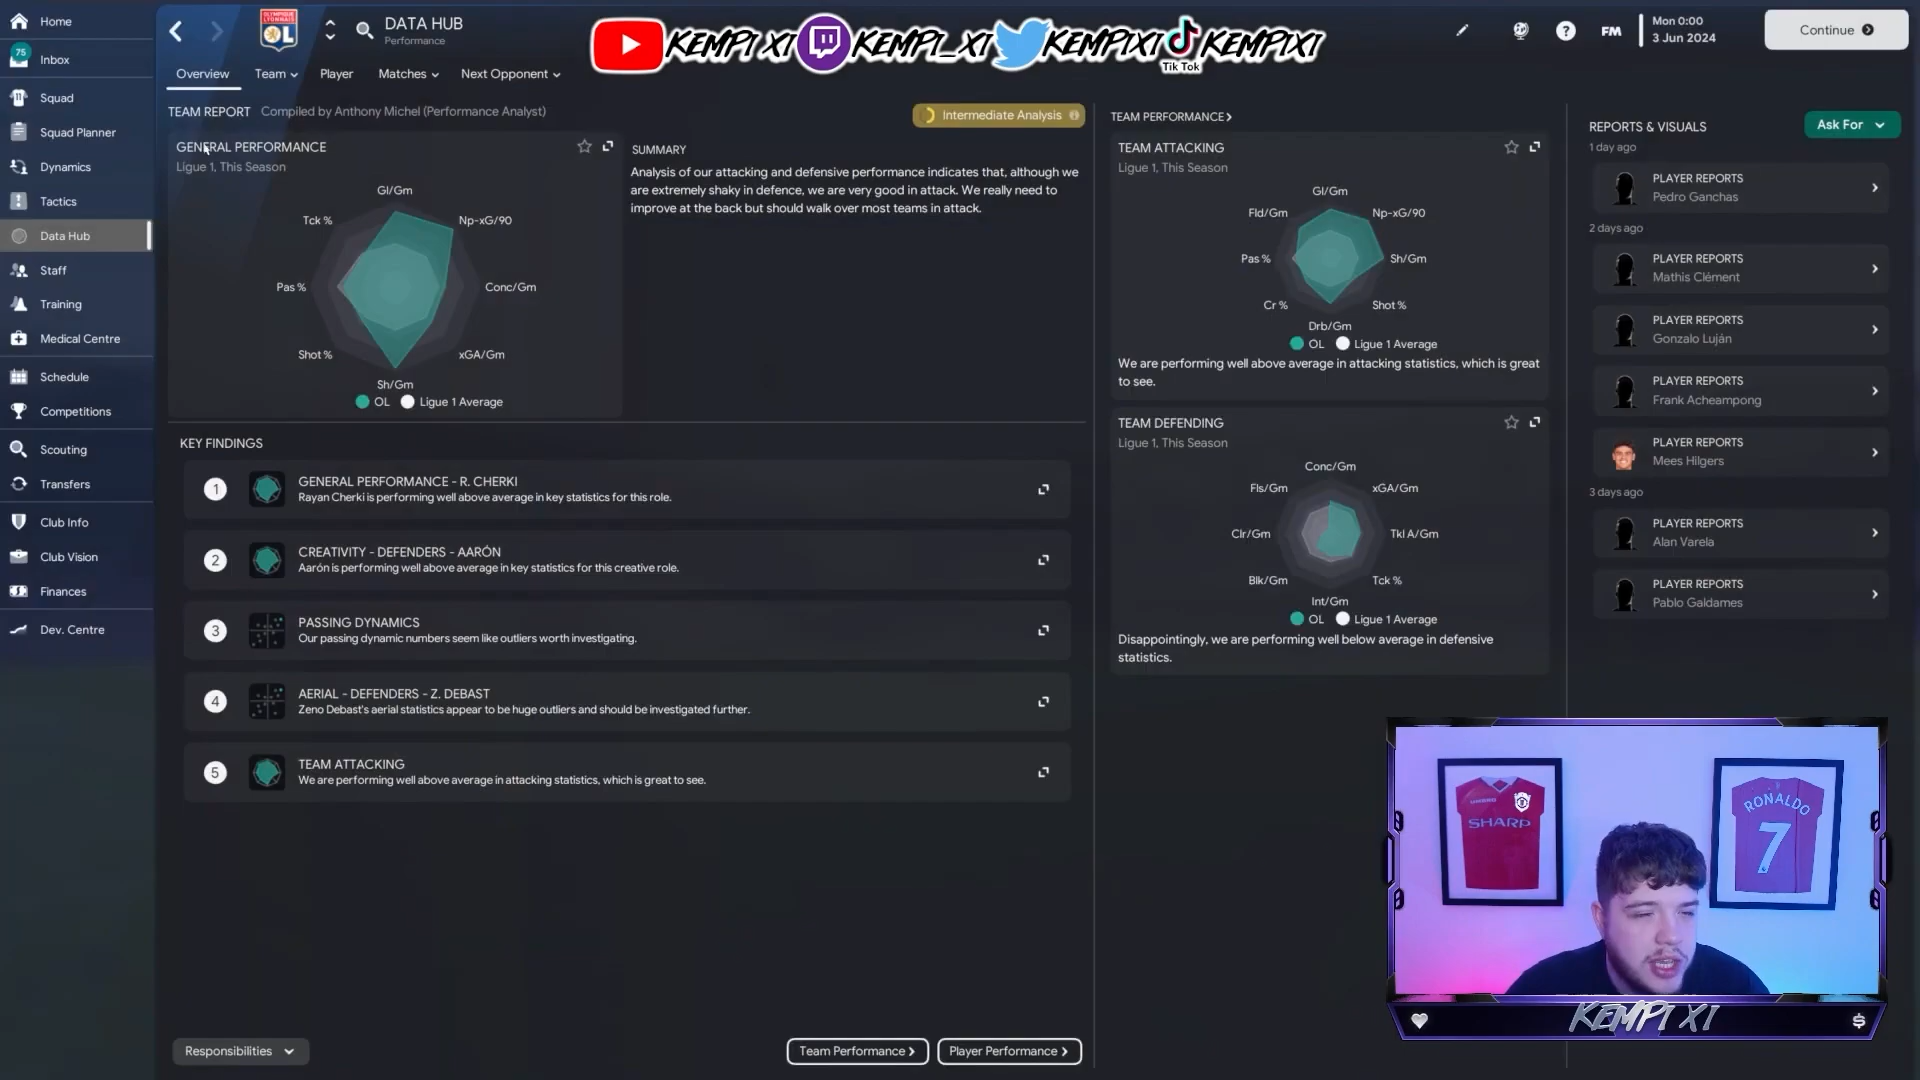 Home
75
Inbox
Squad
Squad Planner
Dynamics
Tactics
Data Hub
Staff
Training
Medical Centre
Schedule
Competitions
Scouting
Transfers
Club Info
Club Vision
Finances
Dev. Centre
OLYMPIQUE LYONNAIS
OL
DATA HUB
Performance
KEMPI XI
KEMPI_XI
KEMPIXI
Tik Tok
KEMPIXI
FM
Mon 0:00
3 Jun 2024
Continue
Overview
Team
Player
Matches
Next Opponent
TEAM REPORT
Compiled by Anthony Michel (Performance Analyst)
Intermediate Analysis
GENERAL PERFORMANCE
Ligue 1, This Season
Gl/Gm
Tck %
Np-xG/90
Pas %
Conc/Gm
Shot %
xGA/Gm
Sh/Gm
OL
Ligue 1 Average
SUMMARY
Analysis of our attacking and defensive performance indicates that, although we
are extremely shaky in defence, we are very good in attack. We really need to
improve at the back but should walk over most teams in attack.
KEY FINDINGS
1
GENERAL PERFORMANCE - R. CHERKI
Rayan Cherki is performing well above average in key statistics for this role.
2
CREATIVITY - DEFENDERS - AARÓN
Aarón is performing well above average in key statistics for this creative role.
3
PASSING DYNAMICS
Our passing dynamic numbers seem like outliers worth investigating.
4
AERIAL - DEFENDERS - Z. DEBAST
Zeno Debast's aerial statistics appear to be huge outliers and should be investigated further.
5
TEAM ATTACKING
We are performing well above average in attacking statistics, which is great to see.
Responsibilities
Team Performance
Player Performance
TEAM PERFORMANCE
TEAM ATTACKING
Ligue 1, This Season
Gl/Gm
Fld/Gm
Np-xG/90
Pas %
Sh/Gm
Cr %
Shot %
Drb/Gm
OL
Ligue 1 Average
We are performing well above average in attacking statistics, which is great
to see.
TEAM DEFENDING
Ligue 1, This Season
Conc/Gm
Fls/Gm
xGA/Gm
Clr/Gm
Tkl A/Gm
Blk/Gm
Tck %
Int/Gm
OL
Ligue 1 Average
Disappointingly, we are performing well below average in defensive
statistics.
REPORTS & VISUALS
Ask For
1 day ago
PLAYER REPORTS
Pedro Ganchas
2 days ago
PLAYER REPORTS
Mathis Clément
PLAYER REPORTS
Gonzalo Luján
PLAYER REPORTS
Frank Acheampong
PLAYER REPORTS
Mees Hilgers
3 days ago
PLAYER REPORTS
Alan Varela
PLAYER REPORTS
Pablo Galdames
SHARP
RONALDO
7
KEMPI XI